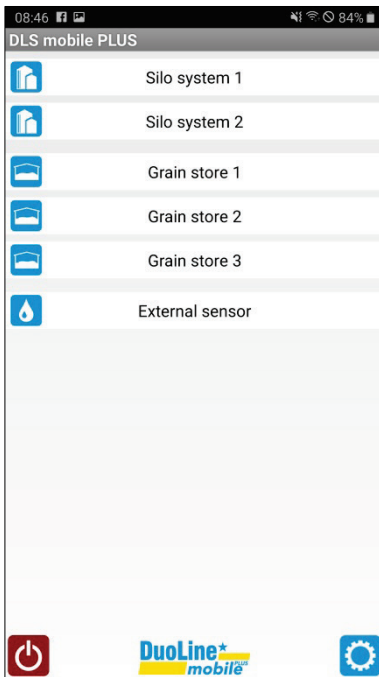 08:46 84%
DLS mobile PLUS
Silo system 1
Silo system 2
Grain store 1
Grain store 2
Grain store 3
External sensor
DuoLine
mobile PLUS